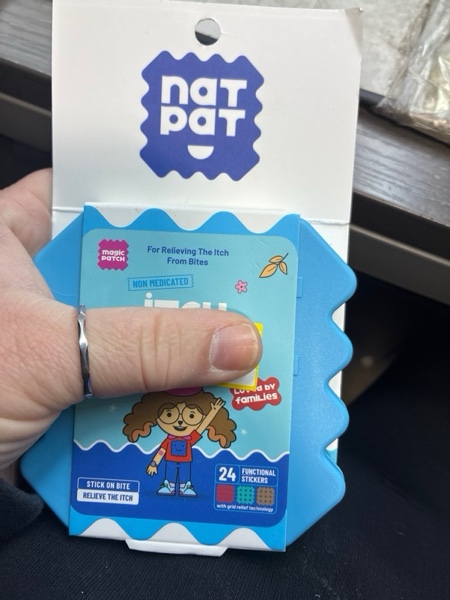 nat
pat
magic
patch
For Relieving The Itch
From Bites
NON MEDICATED
families
24 FUNCTIONAL
STICKERS
with grid relief technology
STICK ON BITE
RELIEVE THE ITCH